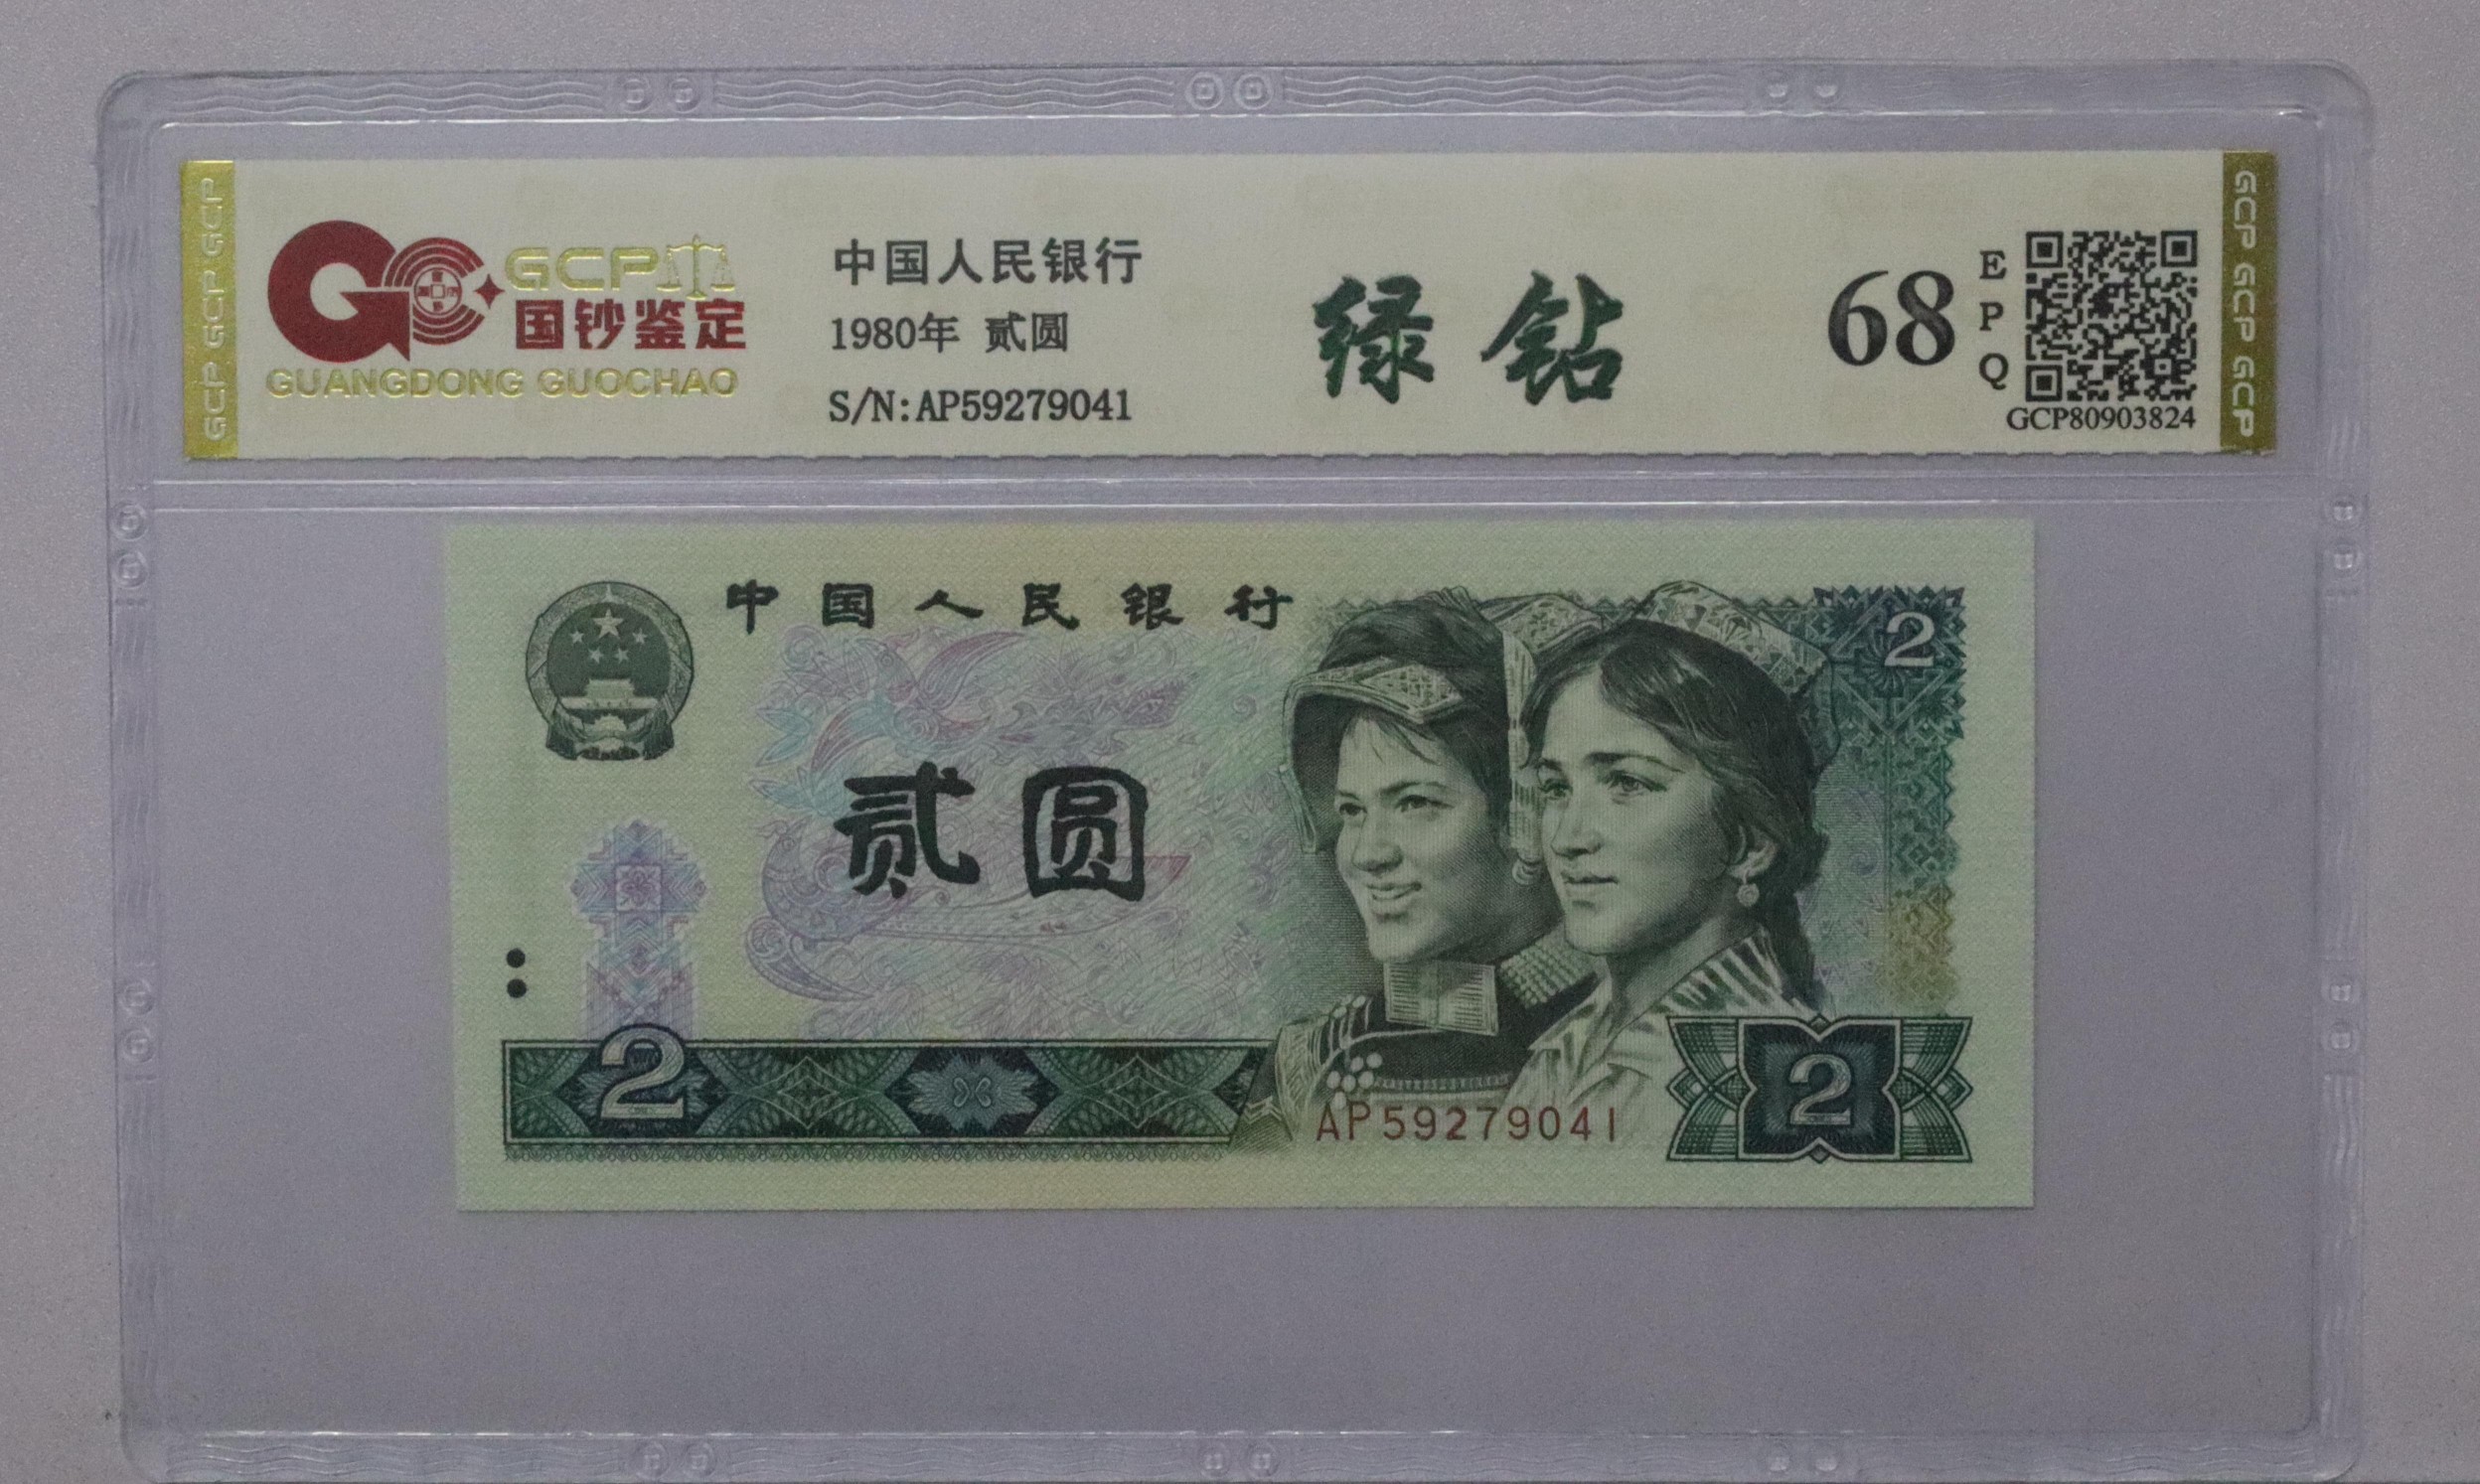 GCP GCP GCP
GCP
国钞鉴定
GUANGDONG GUOCHAO
中国人民银行
1980年 贰圆
S/N:AP59279041
绿钻
68
EPQ
GCP80903824
GCP GCP GCP
中国人民银行
2
贰圆
2
AP59279041
2